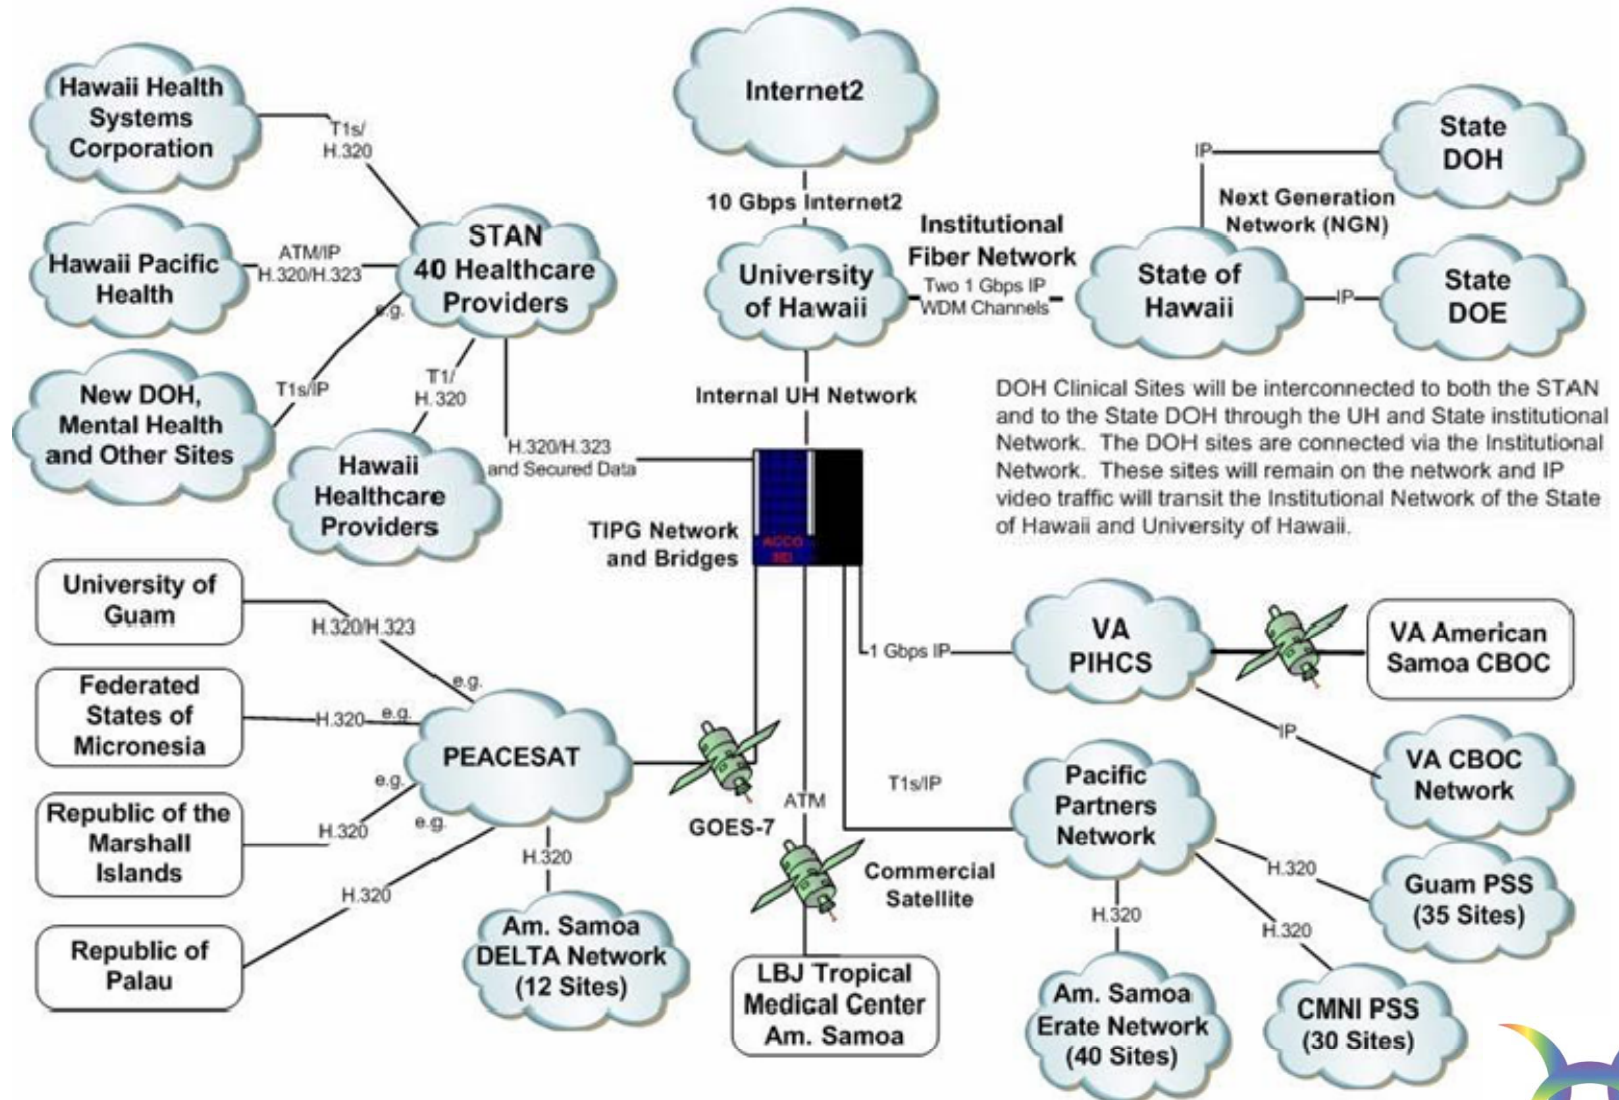 Internet2
Hawaii Health
Systems
Corporation
T1s/
H.320
State
DOH
IP
Next Generation
Network (NGN)
10 Gbps Internet2
Institutional
Fiber Network
Two 1 Gbps IP
WDM Channels
STAN
40 Healthcare
Providers
Hawaii Pacific
Health
ATM/IP
H.320/H.323
University
of Hawaii
State of
Hawaii
IP
State
DOE
e.g.
New DOH,
Mental Health
and Other Sites
T1s/IP
T1/
H.320
Internal UH Network
DOH Clinical Sites will be interconnected to both the STAN
and to the State DOH through the UH and State institutional
Network. The DOH sites are connected via the Institutional
Network. These sites will remain on the network and IP
video traffic will transit the Institutional Network of the State
of Hawaii and University of Hawaii.
Hawaii
Healthcare
Providers
H.320/H.323
and Secured Data
TIPG Network
and Bridges
University of
Guam
H.320/H.323
e.g.
Federated
States of
Micronesia
H.320
e.g.
PEACESAT
Republic of the
Marshall
Islands
H.320
e.g.
Republic of
Palau
H.320
e.g.
H.320
Am. Samoa
DELTA Network
(12 Sites)
GOES-7
ATM
Commercial
Satellite
LBJ Tropical
Medical Center
Am. Samoa
1 Gbps IP
VA
PIHCS
VA American
Samoa CBOC
IP
VA CBOC
Network
T1s/IP
Pacific
Partners
Network
H.320
Guam PSS
(35 Sites)
H.320
CMNI PSS
(30 Sites)
H.320
Am. Samoa
Erate Network
(40 Sites)